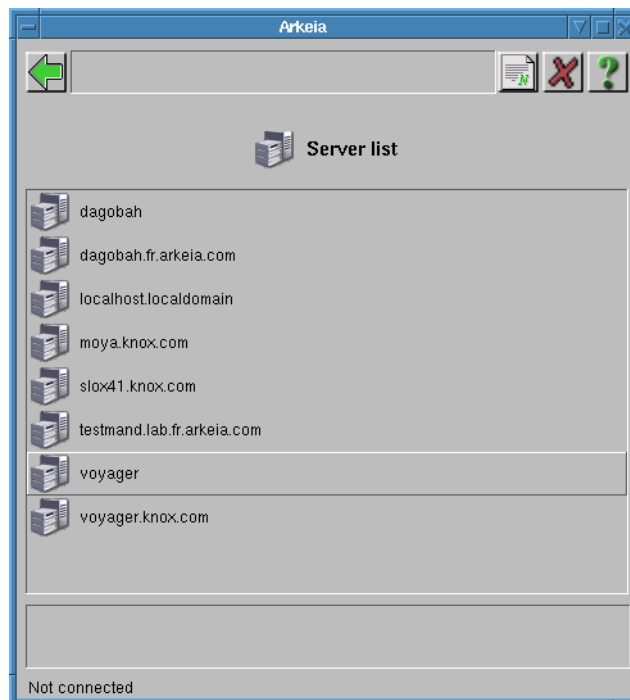 Arkeia
N
?
Server list
dagobah
dagobah.fr.arkeia.com
localhost.localdomain
moya.knox.com
slox41.knox.com
testmand.lab.fr.arkeia.com
voyager
voyager.knox.com
Not connected